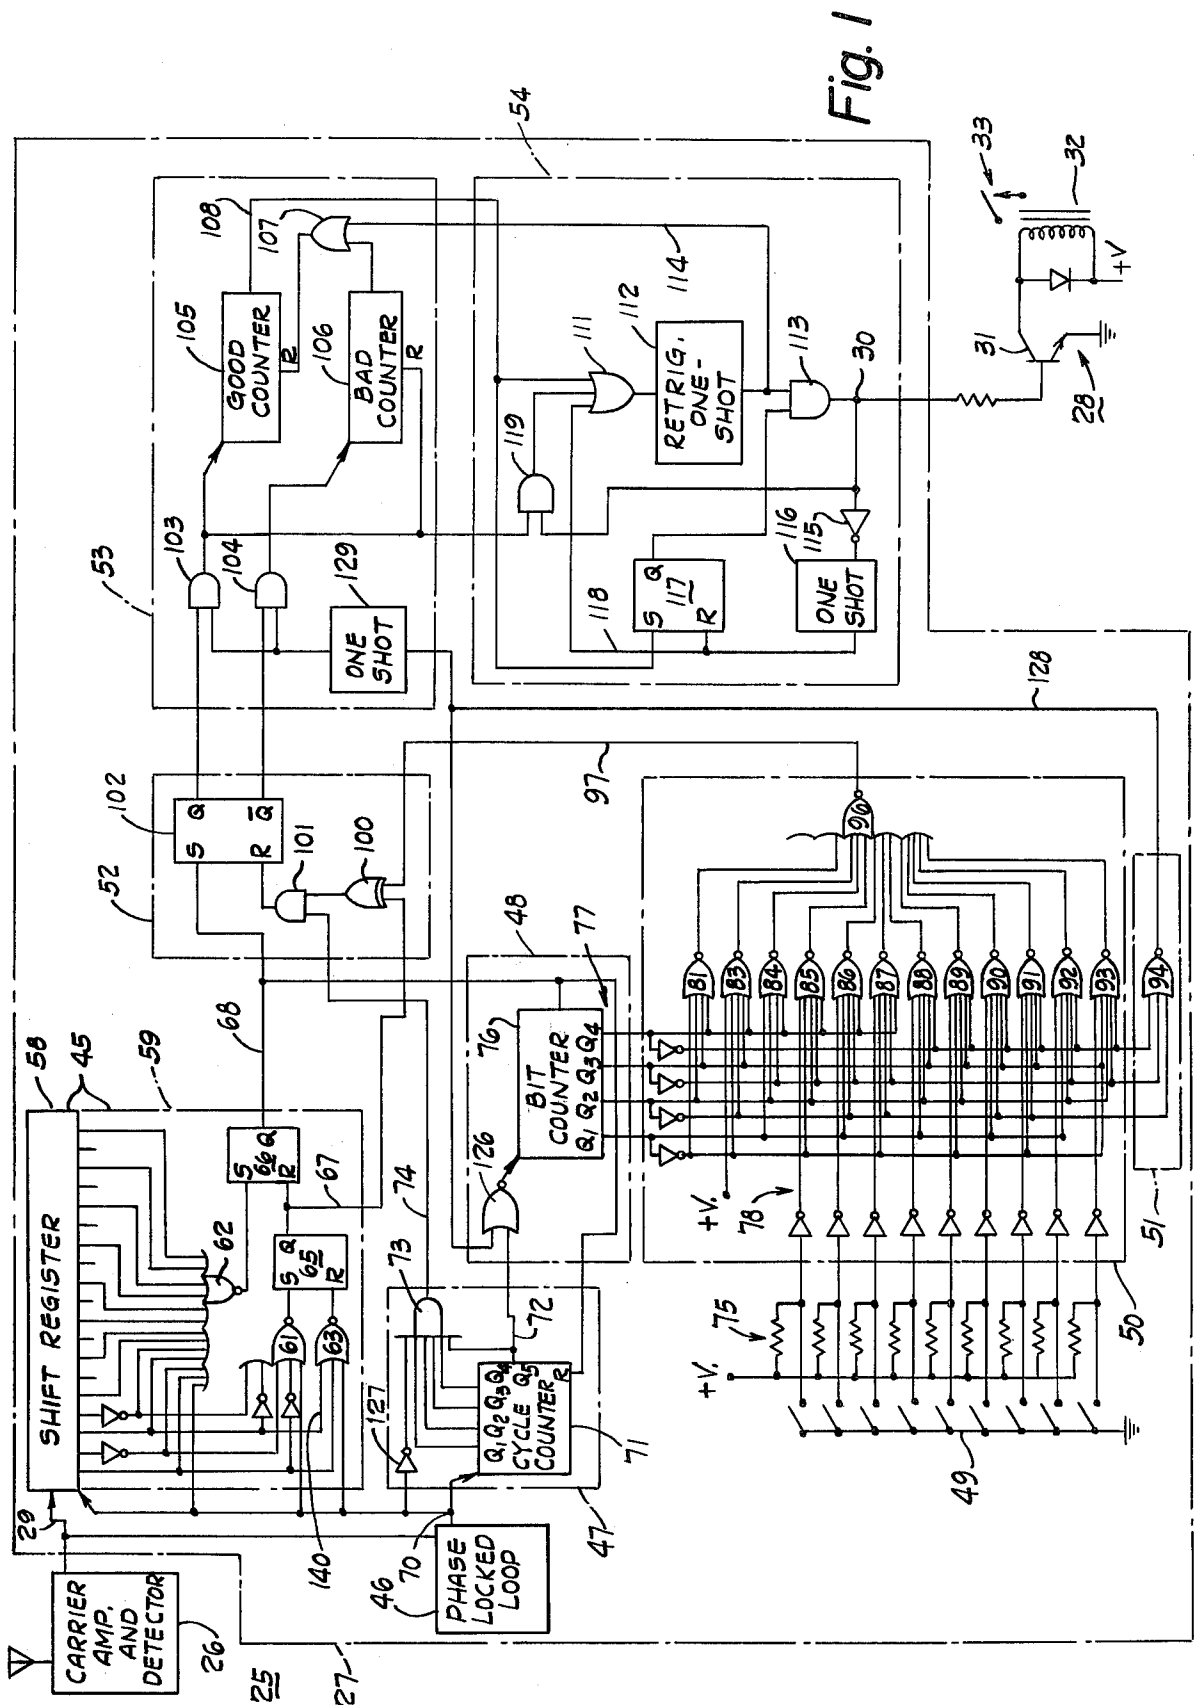 Fig. 1
25
27
CARRIER
AMP.
AND
DETECTOR
26
29
SHIFT REGISTER
58
45
59
140
61
62
63
S
65
Q
R
S
66
Q
R
67
68
PHASE
LOCKED
LOOP
46
70
47
127
Q1 Q2 Q3 Q4
CYCLE Q5
COUNTER
R
71
72
73
74
52
S Q
R Q̅
102
101
100
53
103
104
ONE
SHOT
129
GOOD
COUNTER
R
105
BAD
COUNTER
R
106
107
108
48
126
BIT
COUNTER
Q1 Q2 Q3 Q4
76
77
97
54
S Q
117
R
118
ONE
SHOT
116
115
119
111
RETRIG.
ONE-
SHOT
112
113
114
30
28
31
32
33
+V
128
49
+V.
75
+V.
78
50
51
81
83
84
85
86
87
88
89
90
91
92
93
94
96